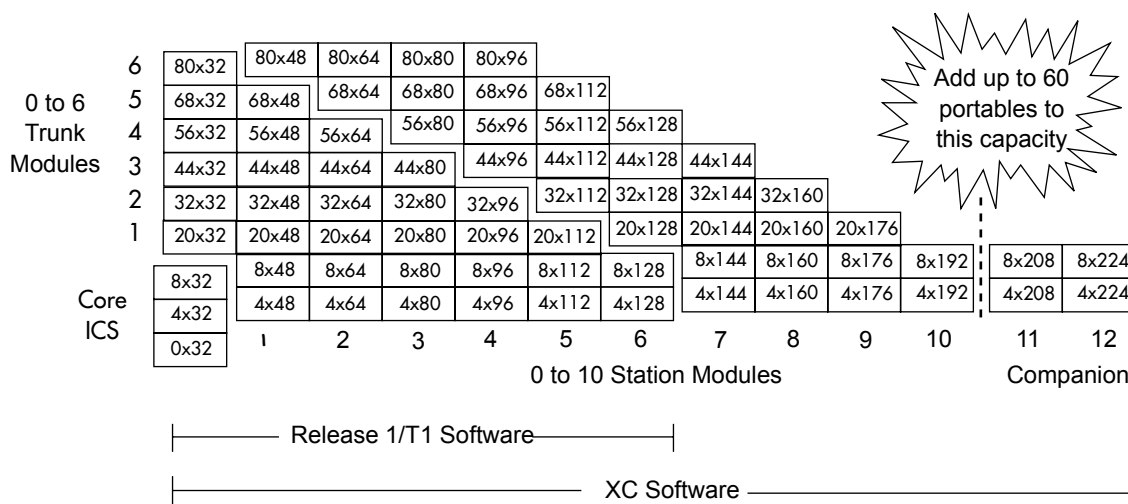 Add up to 60
portables to
this capacity
0 to 6
Trunk
Modules
6 80x32 80x48 80x64 80x80 80x96
5 68x32 68x48 68x64 68x80 68x96 68x112
4 56x32 56x48 56x64 56x80 56x96 56x112 56x128
3 44x32 44x48 44x64 44x80 44x96 44x112 44x128 44x144
2 32x32 32x48 32x64 32x80 32x96 32x112 32x128 32x144 32x160
1 20x32 20x48 20x64 20x80 20x96 20x112 20x128 20x144 20x160 20x176
Core
ICS
8x32 8x48 8x64 8x80 8x96 8x112 8x128 8x144 8x160 8x176 8x192 8x208 8x224
4x32 4x48 4x64 4x80 4x96 4x112 4x128 4x144 4x160 4x176 4x192 4x208 4x224
0x32
1 2 3 4 5 6 7 8 9 10 11 12
0 to 10 Station Modules Companion
Release 1/T1 Software
XC Software